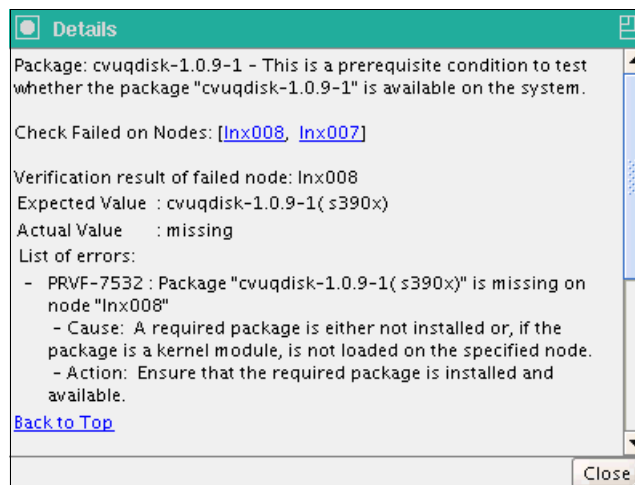 Details
Package: cvuqdisk-1.0.9-1 - This is a prerequisite condition to test
whether the package "cvuqdisk-1.0.9-1" is available on the system.
Check Failed on Nodes: [lnx008, lnx007]
Verification result of failed node: lnx008
Expected Value : cvuqdisk-1.0.9-1( s390x)
Actual Value : missing
List of errors:
- PRVF-7532 : Package "cvuqdisk-1.0.9-1( s390x)" is missing on
node "lnx008"
- Cause: A required package is either not installed or, if the
package is a kernel module, is not loaded on the specified node.
- Action: Ensure that the required package is installed and
available.
Back to Top
Close